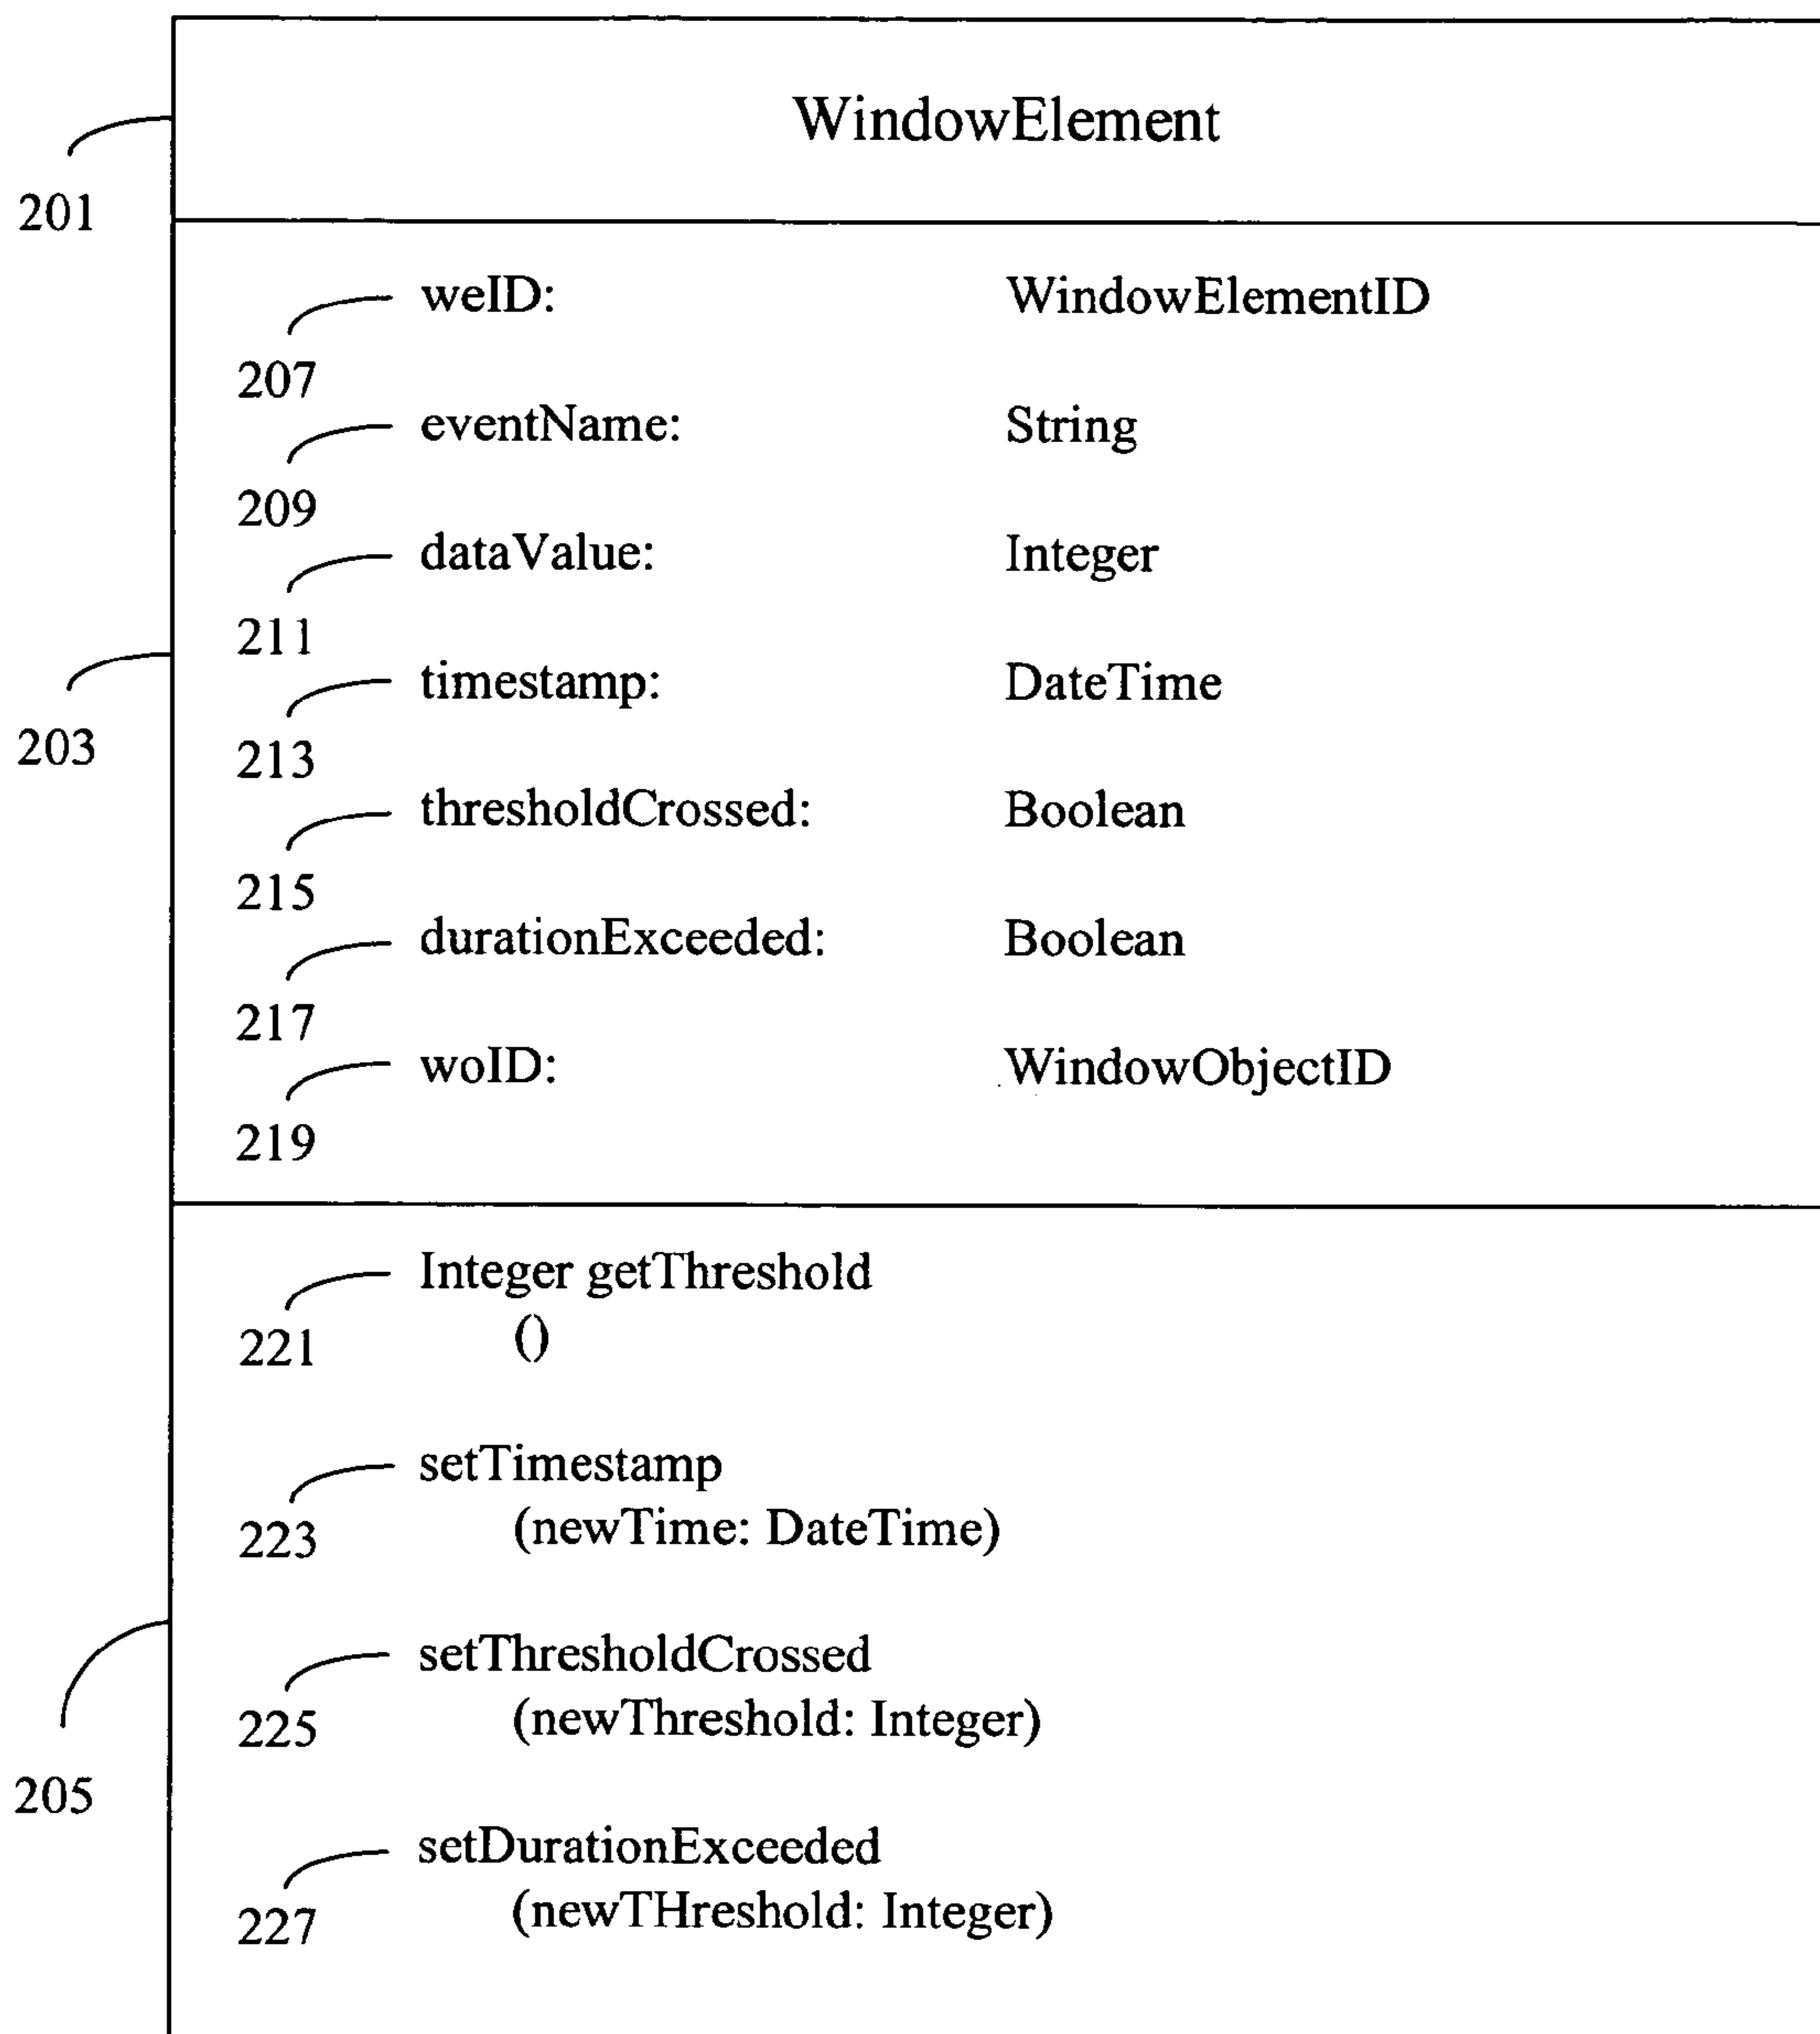 WindowElement
201
weID: WindowElementID
207
eventName: String
209
dataValue: Integer
211
timestamp: DateTime
203
213
thresholdCrossed: Boolean
215
durationExceeded: Boolean
217
woID: WindowObjectID
219
Integer getThreshold
221 ()
setTimestamp
223 (newTime: DateTime)
setThresholdCrossed
225 (newThreshold: Integer)
205
setDurationExceeded
227 (newTHreshold: Integer)